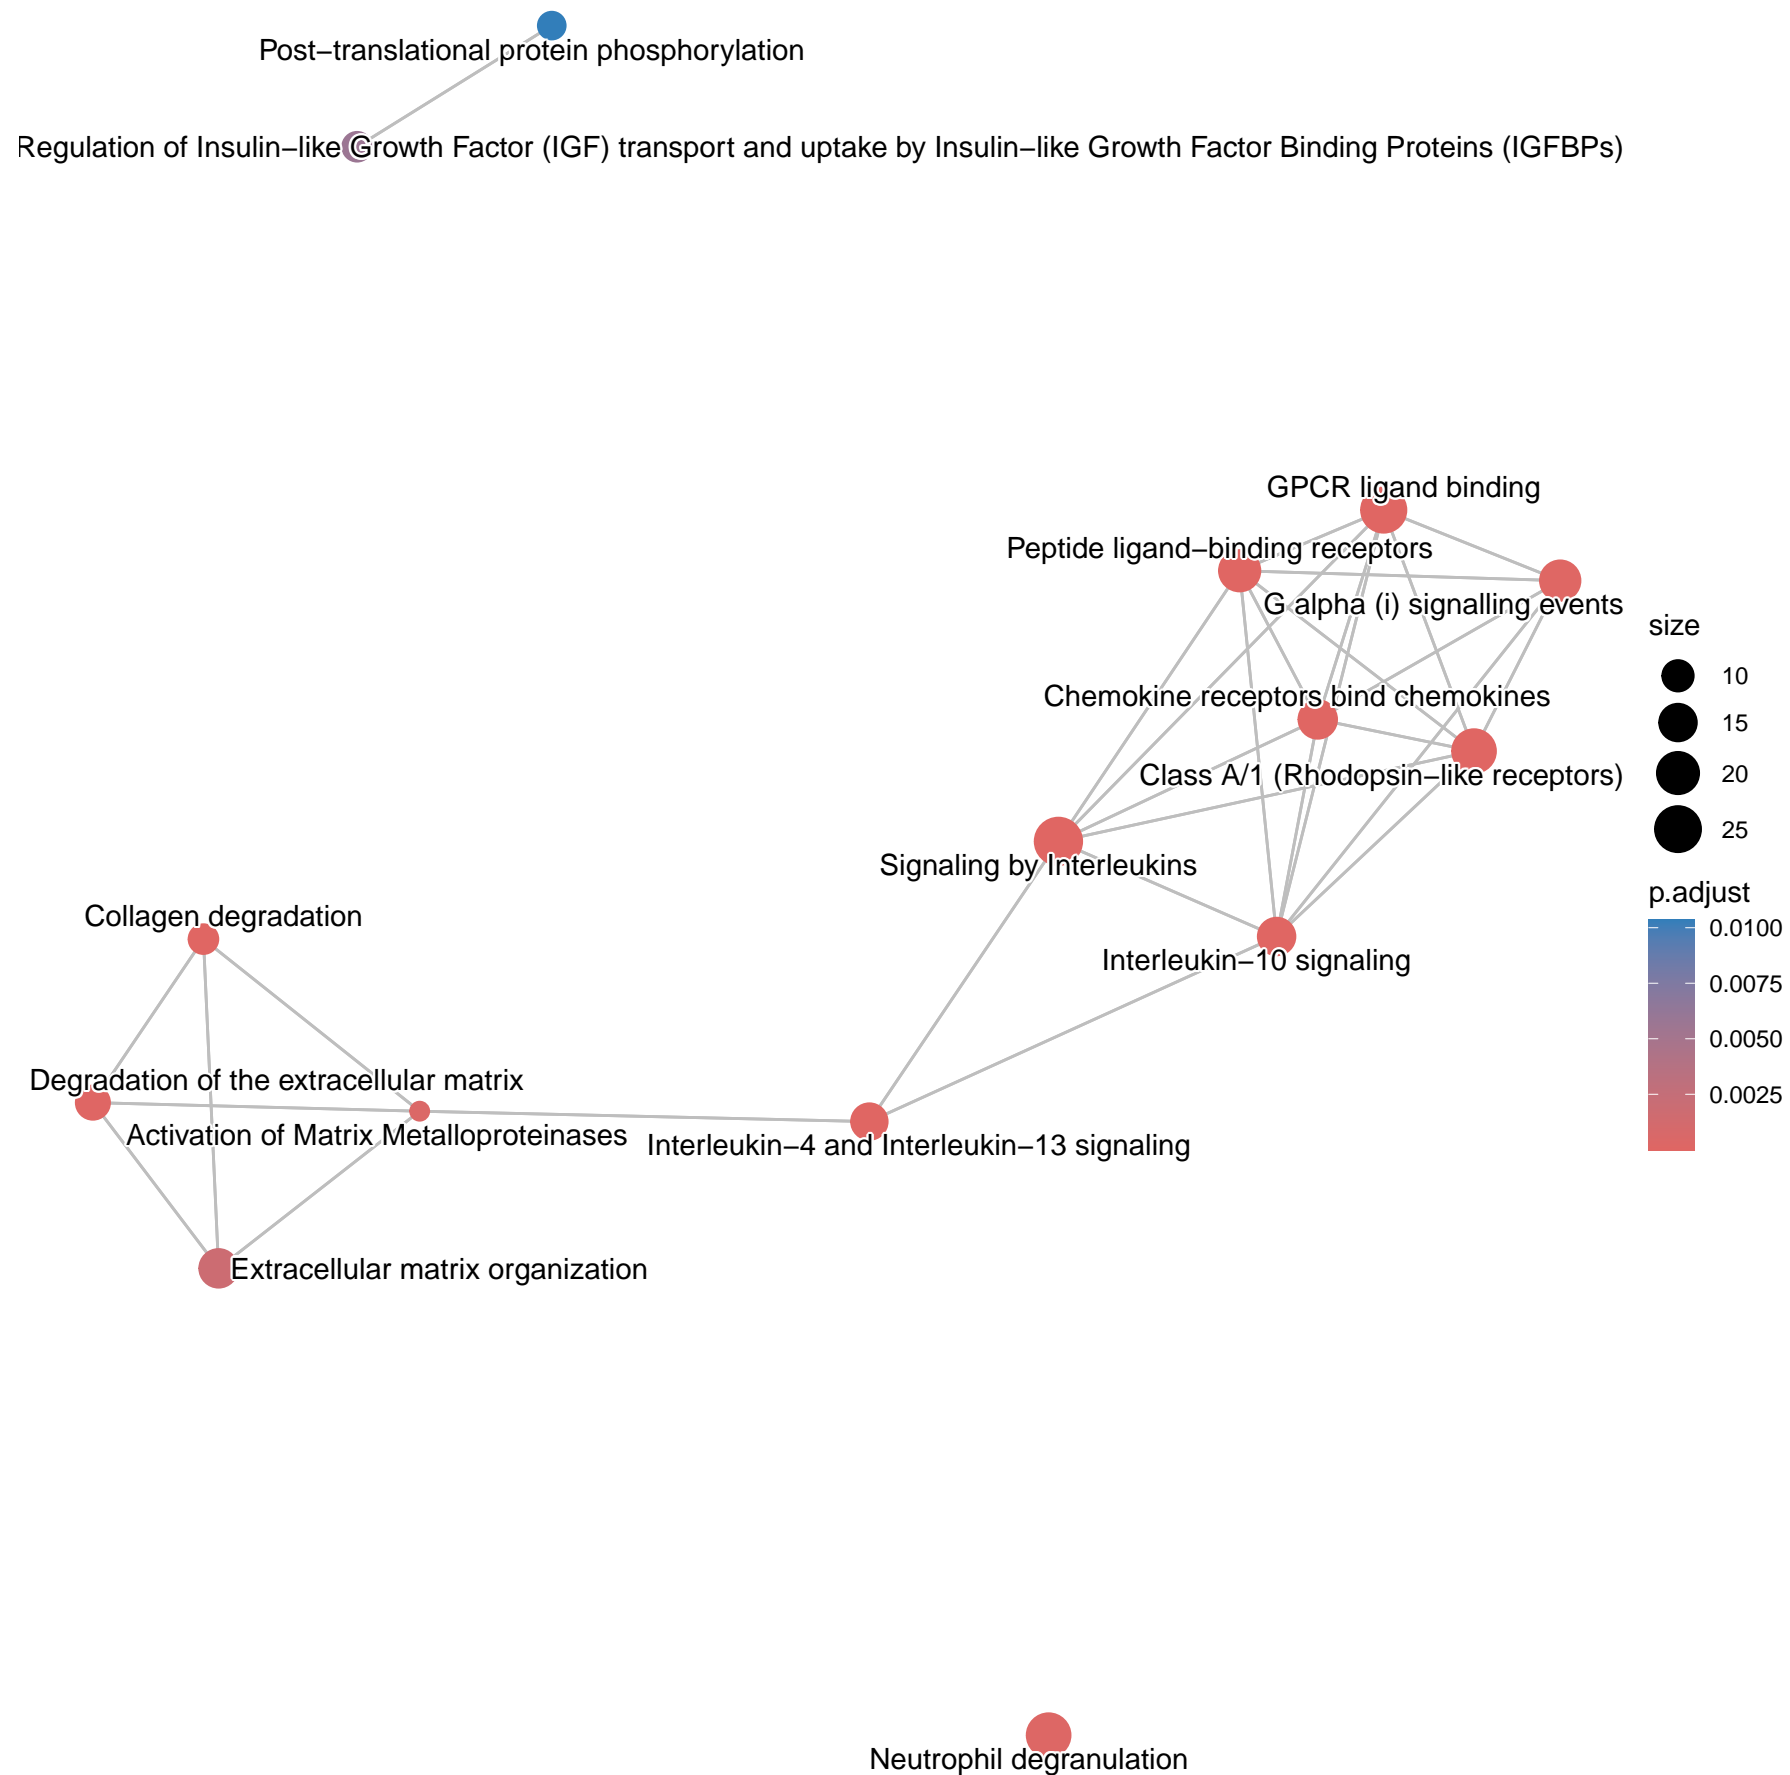 Post−translational protein phosphorylation
Regulation of Insulin−like Growth Factor (IGF) transport and uptake by Insulin−like Growth Factor Binding Proteins (IGFBPs)
GPCR ligand binding
Peptide ligand−binding receptors
G alpha (i) signalling events
Chemokine receptors bind chemokines
Class A/1 (Rhodopsin−like receptors)
Signaling by Interleukins
Interleukin−10 signaling
Collagen degradation
Degradation of the extracellular matrix
Activation of Matrix Metalloproteinases
Interleukin−4 and Interleukin−13 signaling
Extracellular matrix organization
Neutrophil degranulation
size
10
15
20
25
p.adjust
0.0100
0.0075
0.0050
0.0025